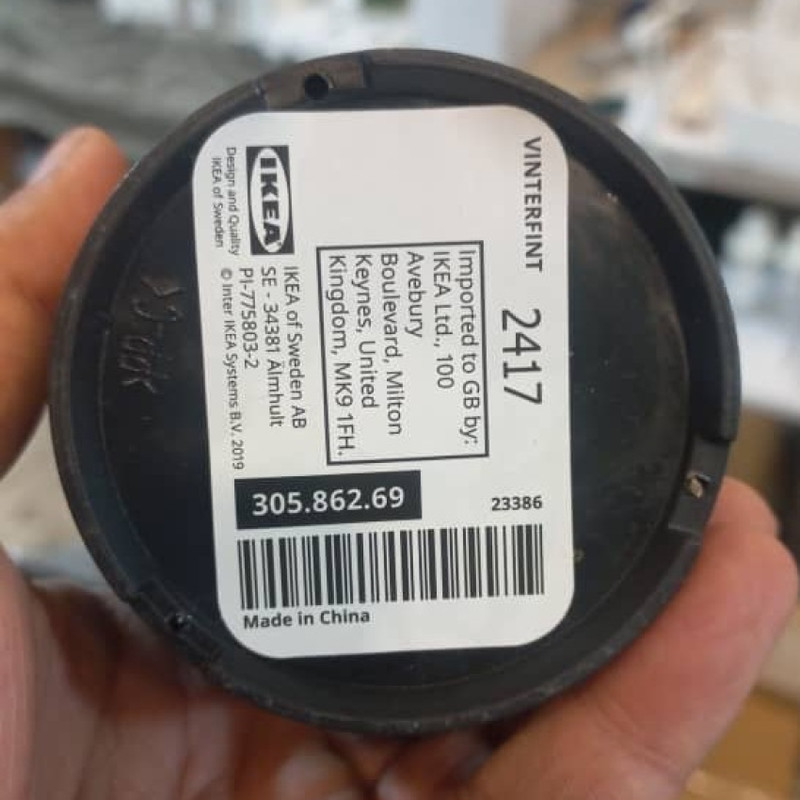 VINTERFINT
2417
Imported to GB by:
IKEA Ltd., 100
Avebury
Boulevard, Milton
Keynes, United
Kingdom, MK9 1FH.
IKEA
Design and Quality
IKEA of Sweden
IKEA of Sweden AB
SE - 34381 Älmhult
PI-775803-2
© Inter IKEA Systems B.V. 2019
305.862.69
23386
Made in China